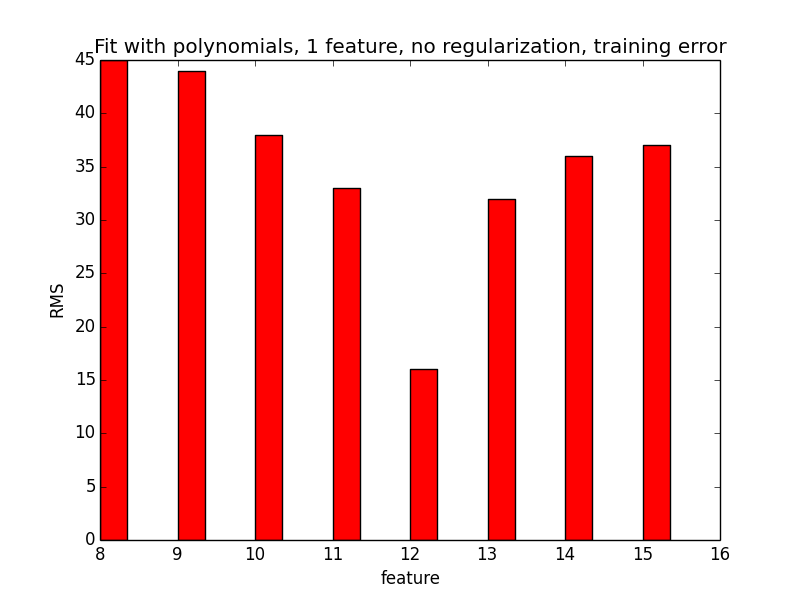 Fit with polynomials, 1 feature, no regularization, training error
45
40
35
30
25
20
15
10
5
0
RMS
8 9 10 11 12 13 14 15 16
feature